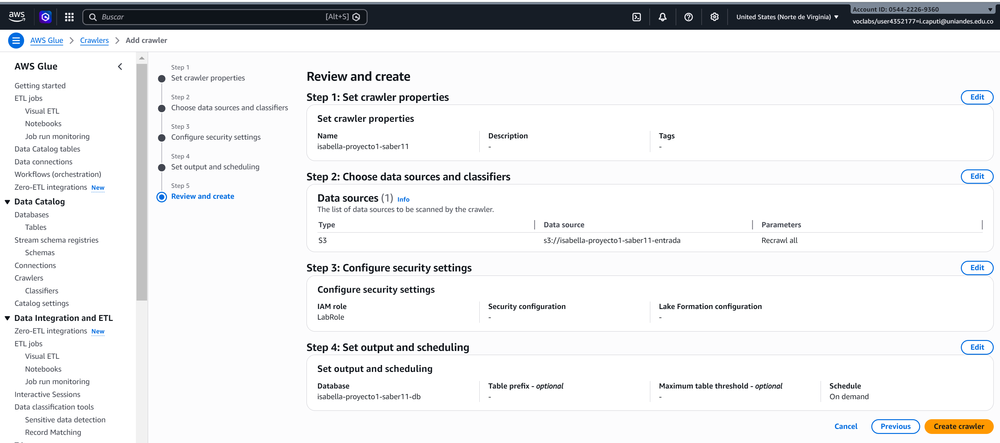 aws
Buscar
[Alt+S]
United States (Norte de Virginia)
Account ID: 0544-2226-9360
voclabs/user4352177=i.caputi@uniandes.edu.co
AWS Glue
Crawlers
Add crawler
AWS Glue
Getting started
ETL jobs
Visual ETL
Notebooks
Job run monitoring
Data Catalog tables
Data connections
Workflows (orchestration)
Zero-ETL integrations New
Data Catalog
Databases
Tables
Stream schema registries
Schemas
Connections
Crawlers
Classifiers
Catalog settings
Data Integration and ETL
Zero-ETL integrations New
ETL jobs
Visual ETL
Notebooks
Job run monitoring
Interactive Sessions
Data classification tools
Sensitive data detection
Record Matching
Step 1
Set crawler properties
Step 2
Choose data sources and classifiers
Step 3
Configure security settings
Step 4
Set output and scheduling
Step 5
Review and create
Review and create
Step 1: Set crawler properties
Edit
Set crawler properties
Name
isabella-proyecto1-saber11
Description
-
Tags
-
Step 2: Choose data sources and classifiers
Edit
Data sources (1) Info
The list of data sources to be scanned by the crawler.
Type Data source Parameters
S3 s3://isabella-proyecto1-saber11-entrada Recrawl all
Step 3: Configure security settings
Edit
Configure security settings
IAM role
LabRole
Security configuration
-
Lake Formation configuration
-
Step 4: Set output and scheduling
Edit
Set output and scheduling
Database
isabella-proyecto1-saber11-db
Table prefix - optional
-
Maximum table threshold - optional
-
Schedule
On demand
Cancel
Previous
Create crawler